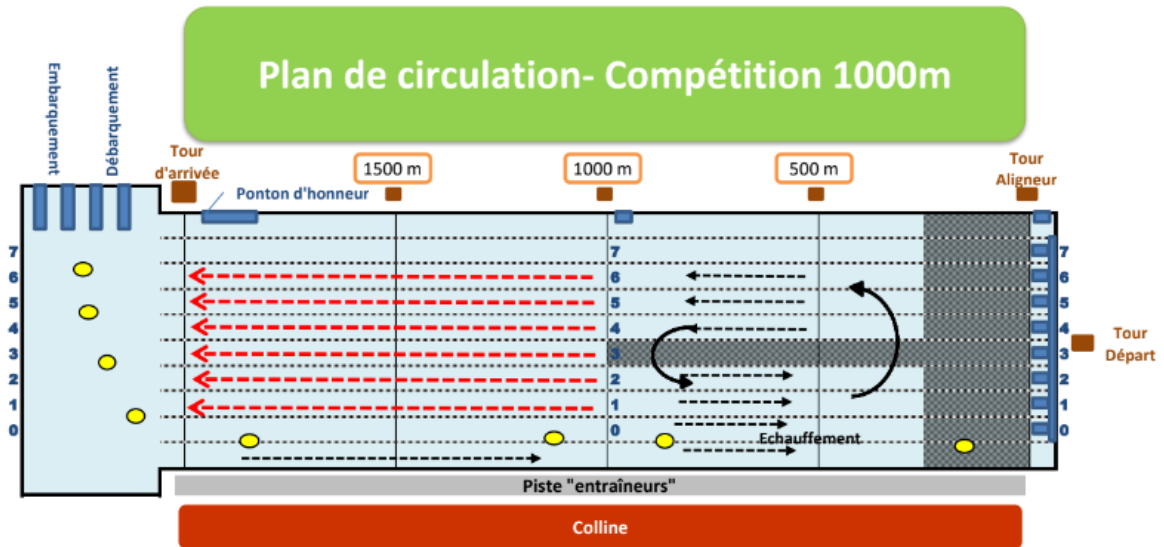 Plan de circulation- Compétition 1000m
Embarquement
Débarquement
Tour
d'arrivée
1500 m
1000 m
500 m
Tour
Aligneur
Ponton d'honneur
7
6
5
4
3
2
1
0
7
6
5
4
3
2
1
0
7
6
5
4
3
2
1
0
Tour
Départ
Echauffement
Piste "entraîneurs"
Colline